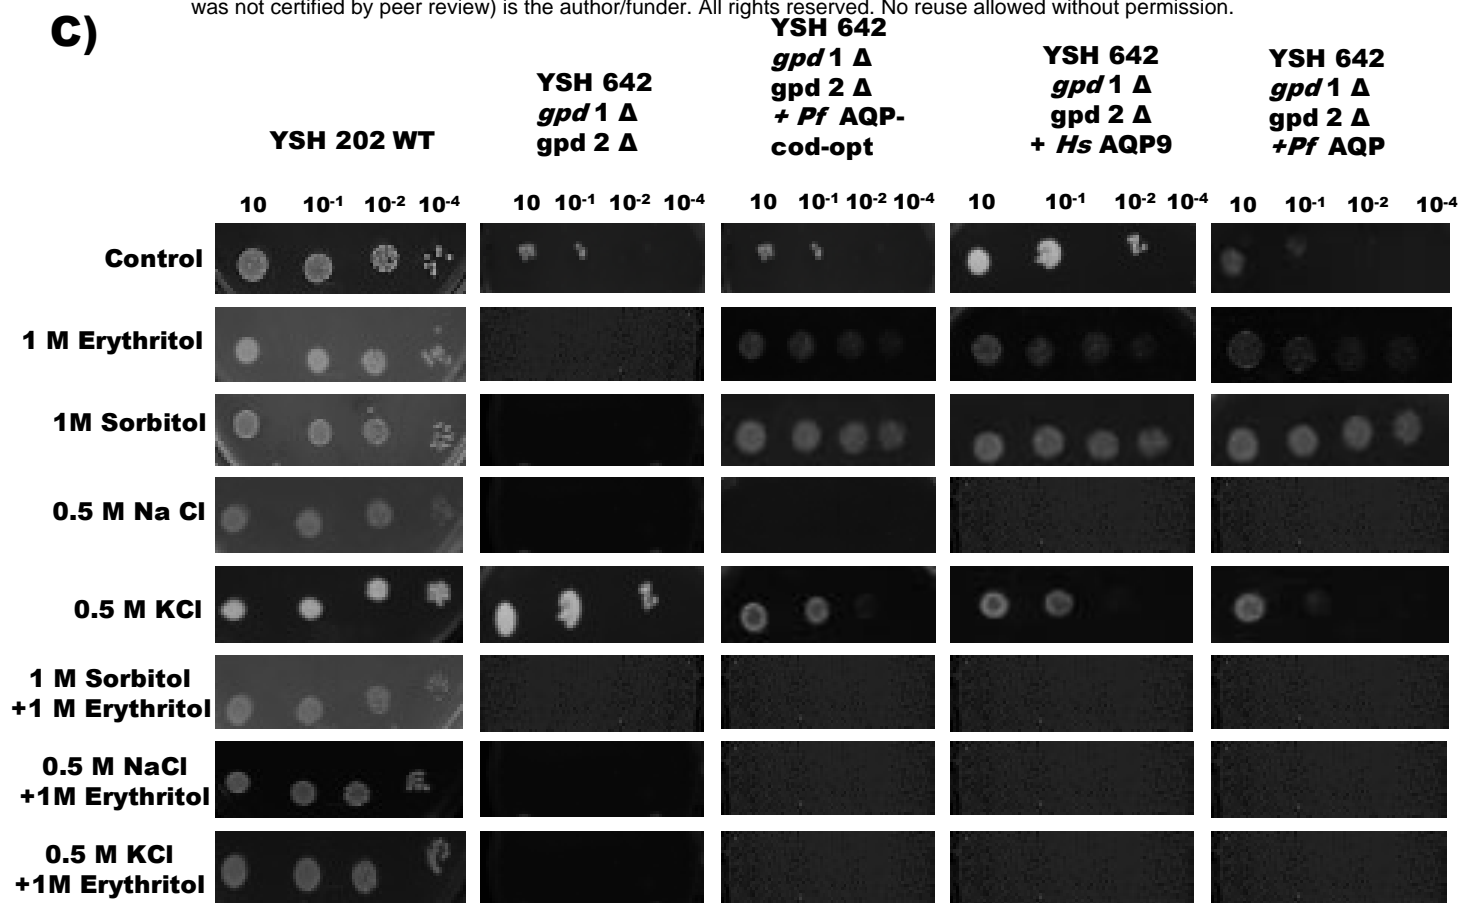 was not certified by peer review) is the author/funder. All rights reserved. No reuse allowed without permission.
C)
YSH 202 WT
YSH 642
gpd 1 Δ
gpd 2 Δ
YSH 642
gpd 1 Δ
gpd 2 Δ
+ Pf AQP-
cod-opt
YSH 642
gpd 1 Δ
gpd 2 Δ
+ Hs AQP9
YSH 642
gpd 1 Δ
gpd 2 Δ
+Pf AQP
10 10-1 10-2 10-4 10 10-1 10-2 10-4 10 10-1 10-2 10-4 10 10-1 10-2 10-4 10 10-1 10-2 10-4
Control
1 M Erythritol
1M Sorbitol
0.5 M Na Cl
0.5 M KCl
1 M Sorbitol
+1 M Erythritol
0.5 M NaCl
+1M Erythritol
0.5 M KCl
+1M Erythritol